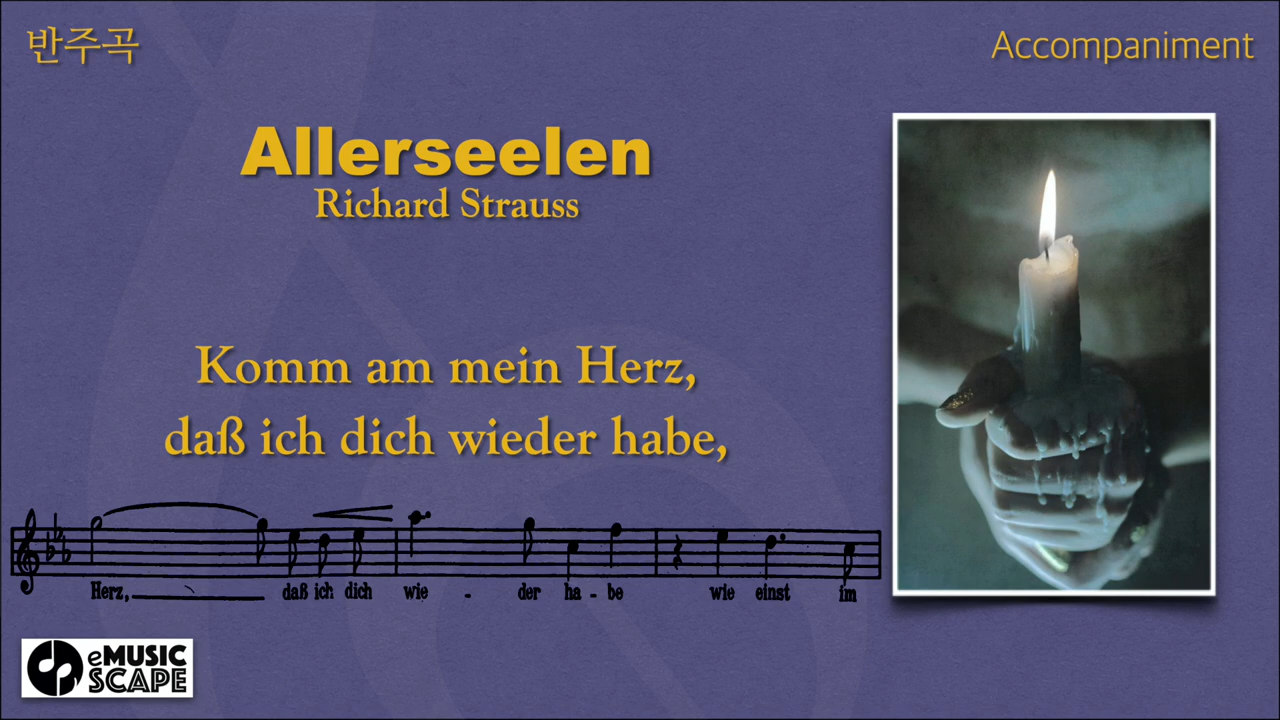 반주곡
Accompaniment
Allerseelen
Richard Strauss
Komm am mein Herz,
daß ich dich wieder habe,
Herz, daß ich dich wie - der ha - be wie einst im
eMUSIC
SCAPE